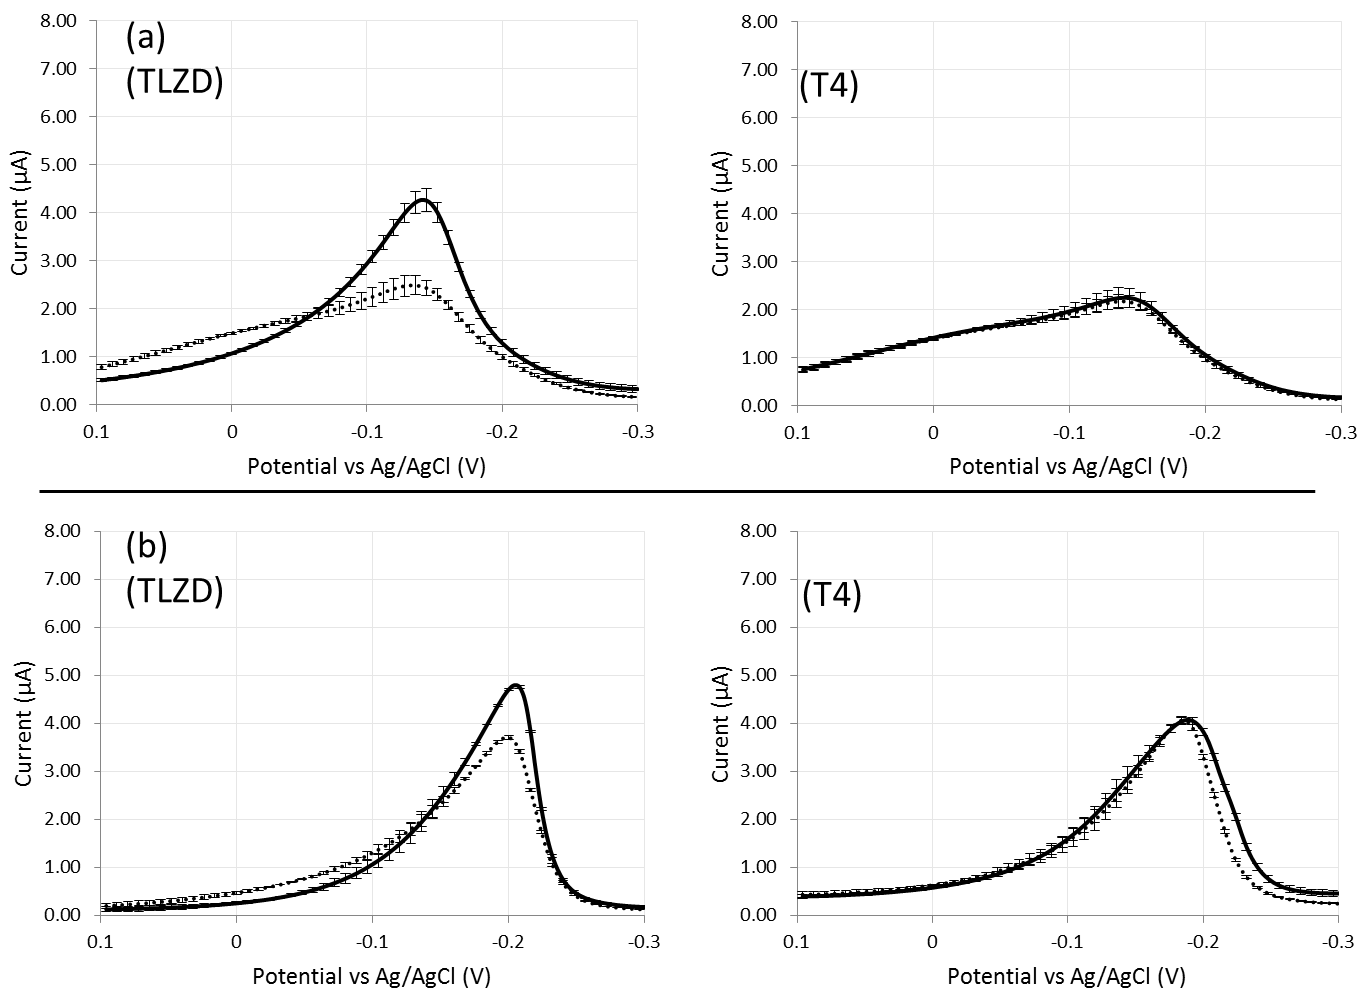 (a)
(TLZD)
8.00
7.00
6.00
5.00
4.00
3.00
2.00
1.00
0.00
Current (µA)
0.1 0 -0.1 -0.2 -0.3
Potential vs Ag/AgCl (V)
(T4)
8.00
7.00
6.00
5.00
4.00
3.00
2.00
1.00
0.00
Current (µA)
0.1 0 -0.1 -0.2 -0.3
Potential vs Ag/AgCl (V)
(b)
(TLZD)
8.00
7.00
6.00
5.00
4.00
3.00
2.00
1.00
0.00
Current (µA)
0.1 0 -0.1 -0.2 -0.3
Potential vs Ag/AgCl (V)
(T4)
8.00
7.00
6.00
5.00
4.00
3.00
2.00
1.00
0.00
Current (µA)
0.1 0 -0.1 -0.2 -0.3
Potential vs Ag/AgCl (V)